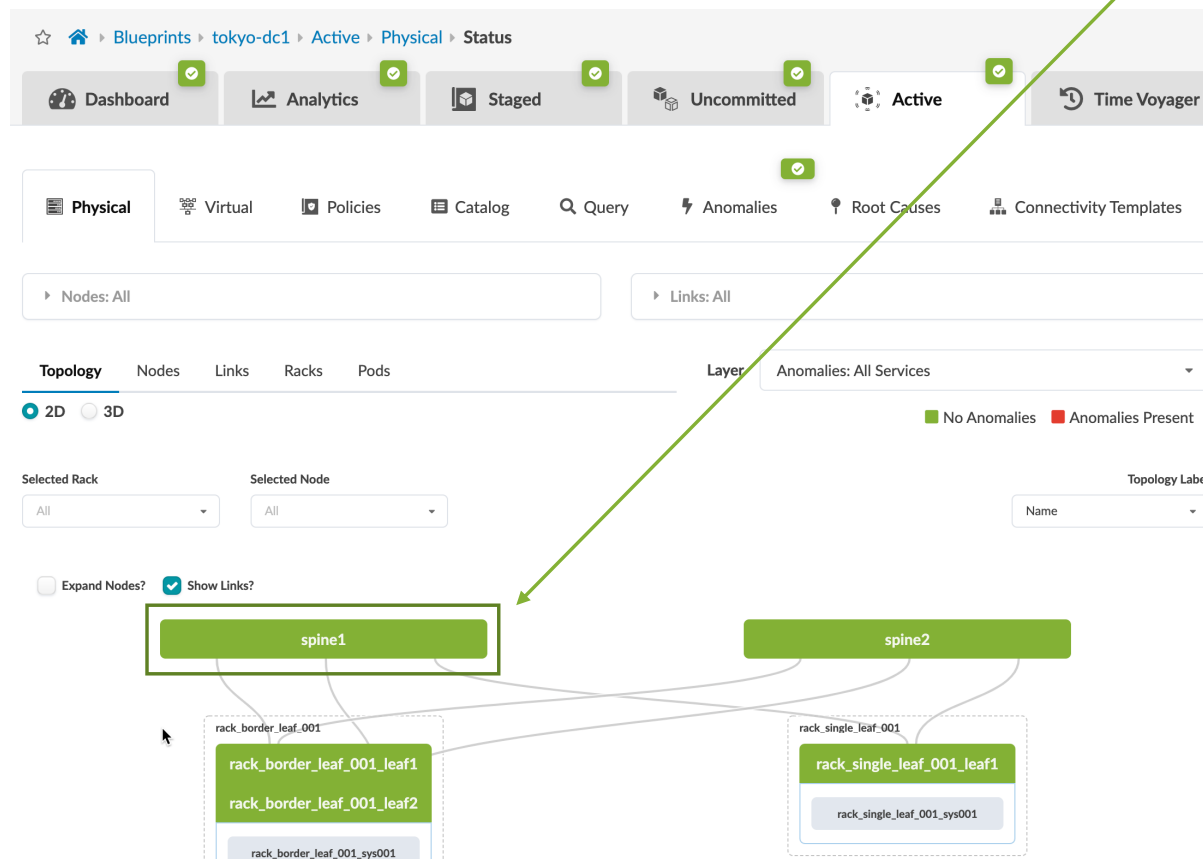 Blueprints tokyo-dc1 Active Physical Status
Dashboard Analytics Staged Uncommitted Active Time Voyager
Physical Virtual Policies Catalog Query Anomalies Root Causes Connectivity Templates
Nodes: All Links: All
Topology Nodes Links Racks Pods Layer Anomalies: All Services
2D 3D
No Anomalies Anomalies Present
Selected Rack Selected Node Topology Labe
All All Name
Expand Nodes? Show Links?
spine1 spine2
rack_border_leaf_001 rack_single_leaf_001
rack_border_leaf_001_leaf1 rack_single_leaf_001_leaf1
rack_border_leaf_001_leaf2
rack_single_leaf_001_sys001
rack_border_leaf_001_sys001